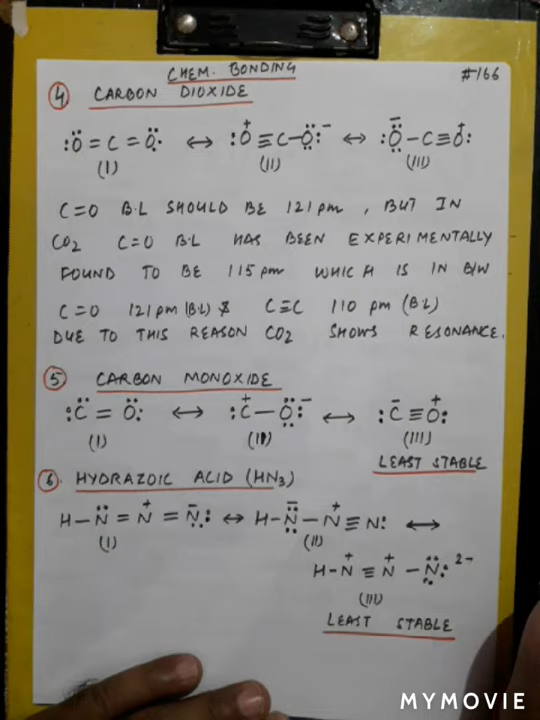 CHEM. BONDING #166
④ CARBON DIOXIDE
:Ö = C = Ö: ↔ :O⁺ ≡ C – Ö:⁻ ↔ :Ö⁻ – C ≡ O⁺:
(I) (II) (III)
C=O B.L SHOULD BE 121 pm , BUT IN
CO₂ C=O B.L HAS BEEN EXPERIMENTALLY
FOUND TO BE 115 pm WHICH IS IN B/W
C=O 121 pm (B.L) & C≡C 110 pm (B.L)
DUE TO THIS REASON CO₂ SHOWS RESONANCE.
⑤ CARBON MONOXIDE
:C̈ = Ö: ↔ :C⁺ – Ö:⁻ ↔ :C⁻ ≡ O⁺:
(I) (II) (III)
LEAST STABLE
⑥. HYDRAZOIC ACID (HN₃)
H – N̈ = N⁺ = N̈:⁻ ↔ H – N̈⁻ – N⁺ ≡ N: ↔
(I) (II)
H – N⁺ ≡ N⁺ – N̈:²⁻
(III)
LEAST STABLE
MYMOVIE